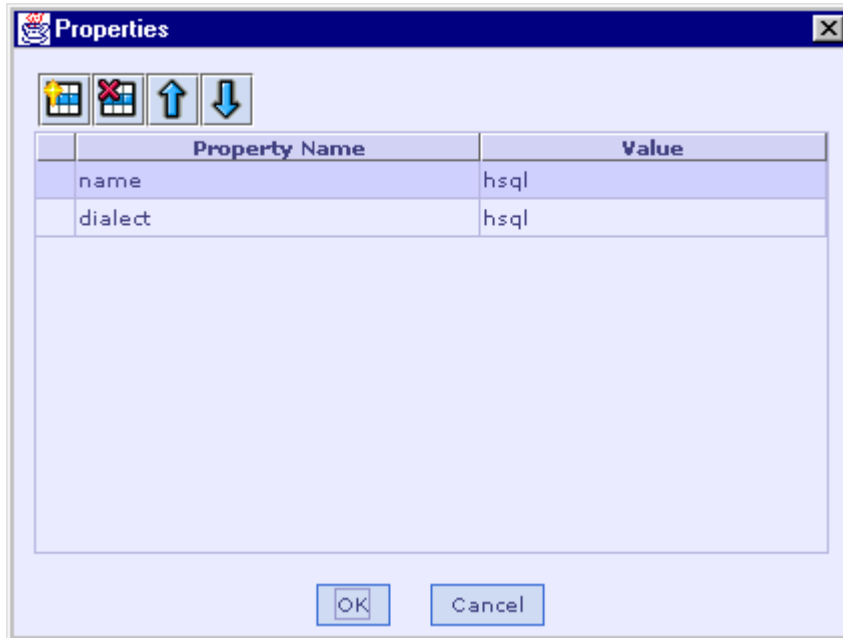 Properties
Property Name Value
name hsql
dialect hsql
OK Cancel